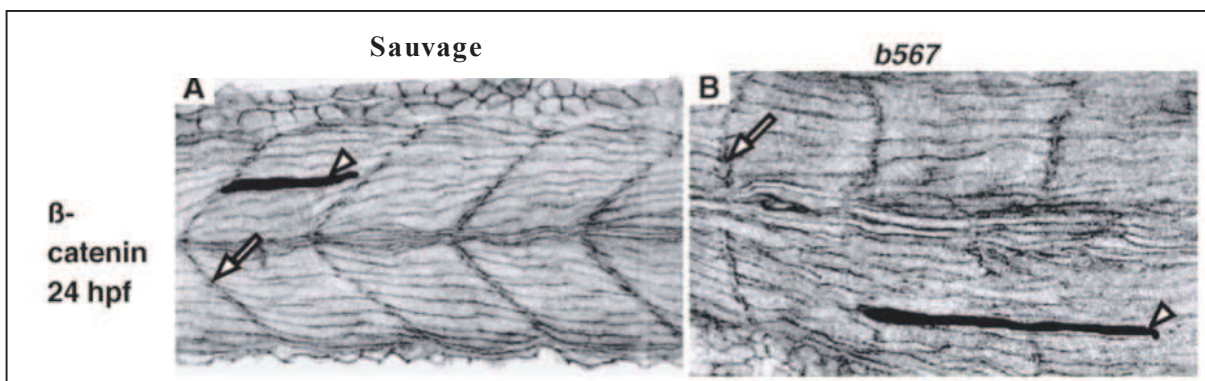 Sauvage
b567
A
B
ß-
catenin
24 hpf